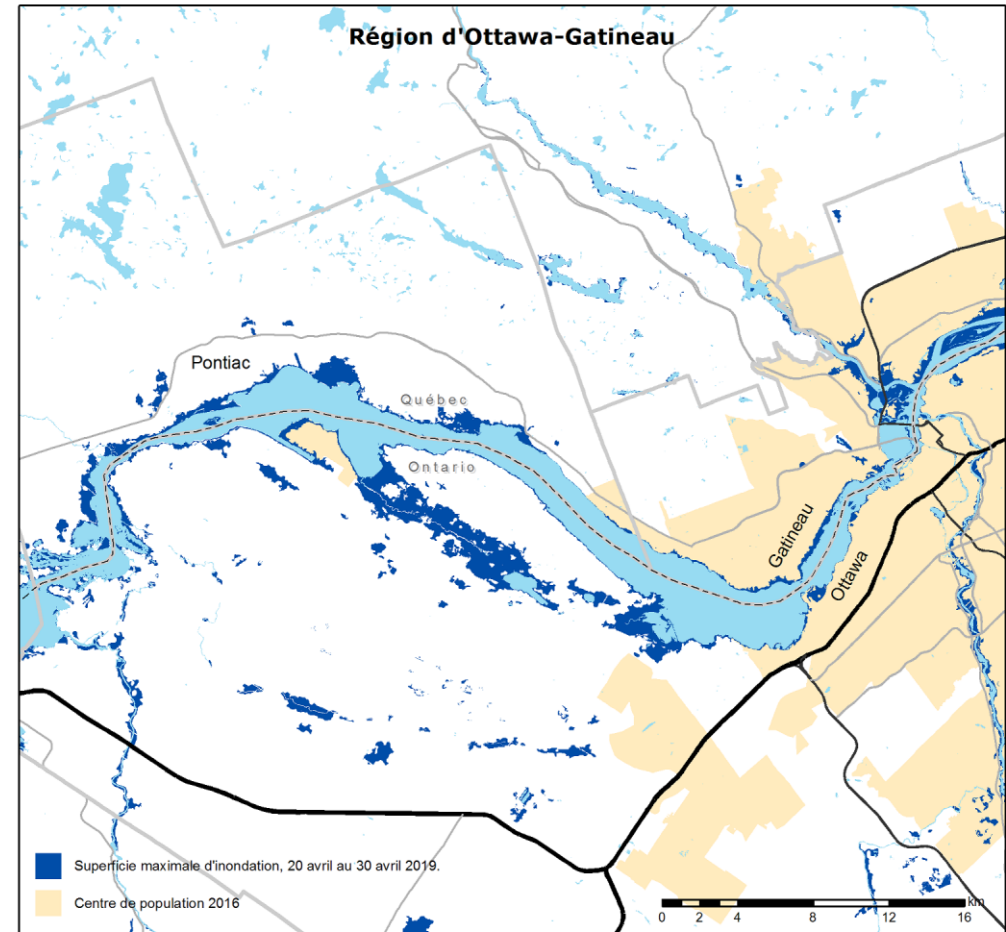 Région d'Ottawa-Gatineau
Pontiac
Québec
Ontario
Gatineau
Ottawa
Superficie maximale d'inondation, 20 avril au 30 avril 2019.
Centre de population 2016
km
0 2 4 8 12 16